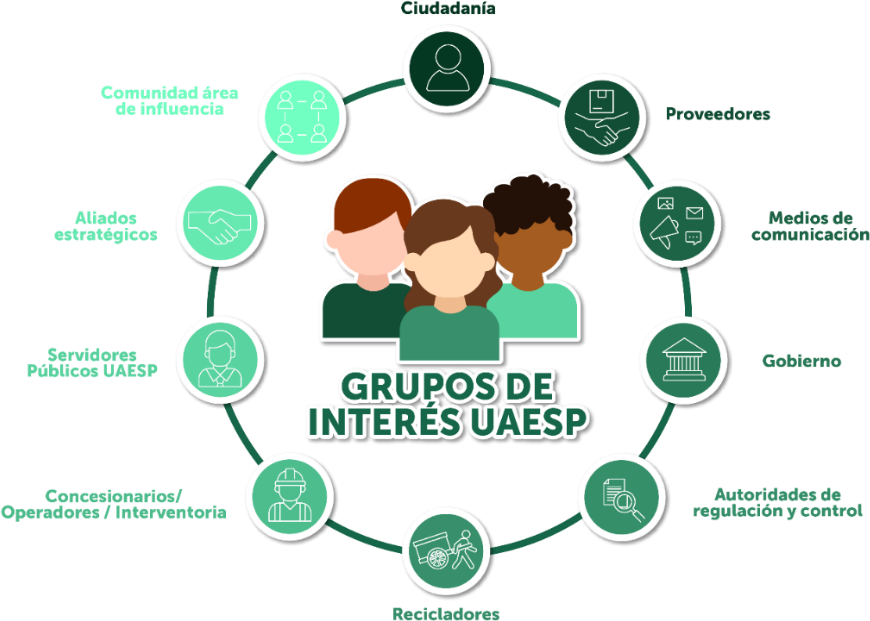 Ciudadanía
Proveedores
Medios de
comunicación
Gobierno
Autoridades de
regulación y control
Recicladores
Concesionarios/
Operadores / Interventoria
Servidores
Públicos UAESP
Aliados
estratégicos
Comunidad área
de influencia
GRUPOS DE
INTERÉS UAESP